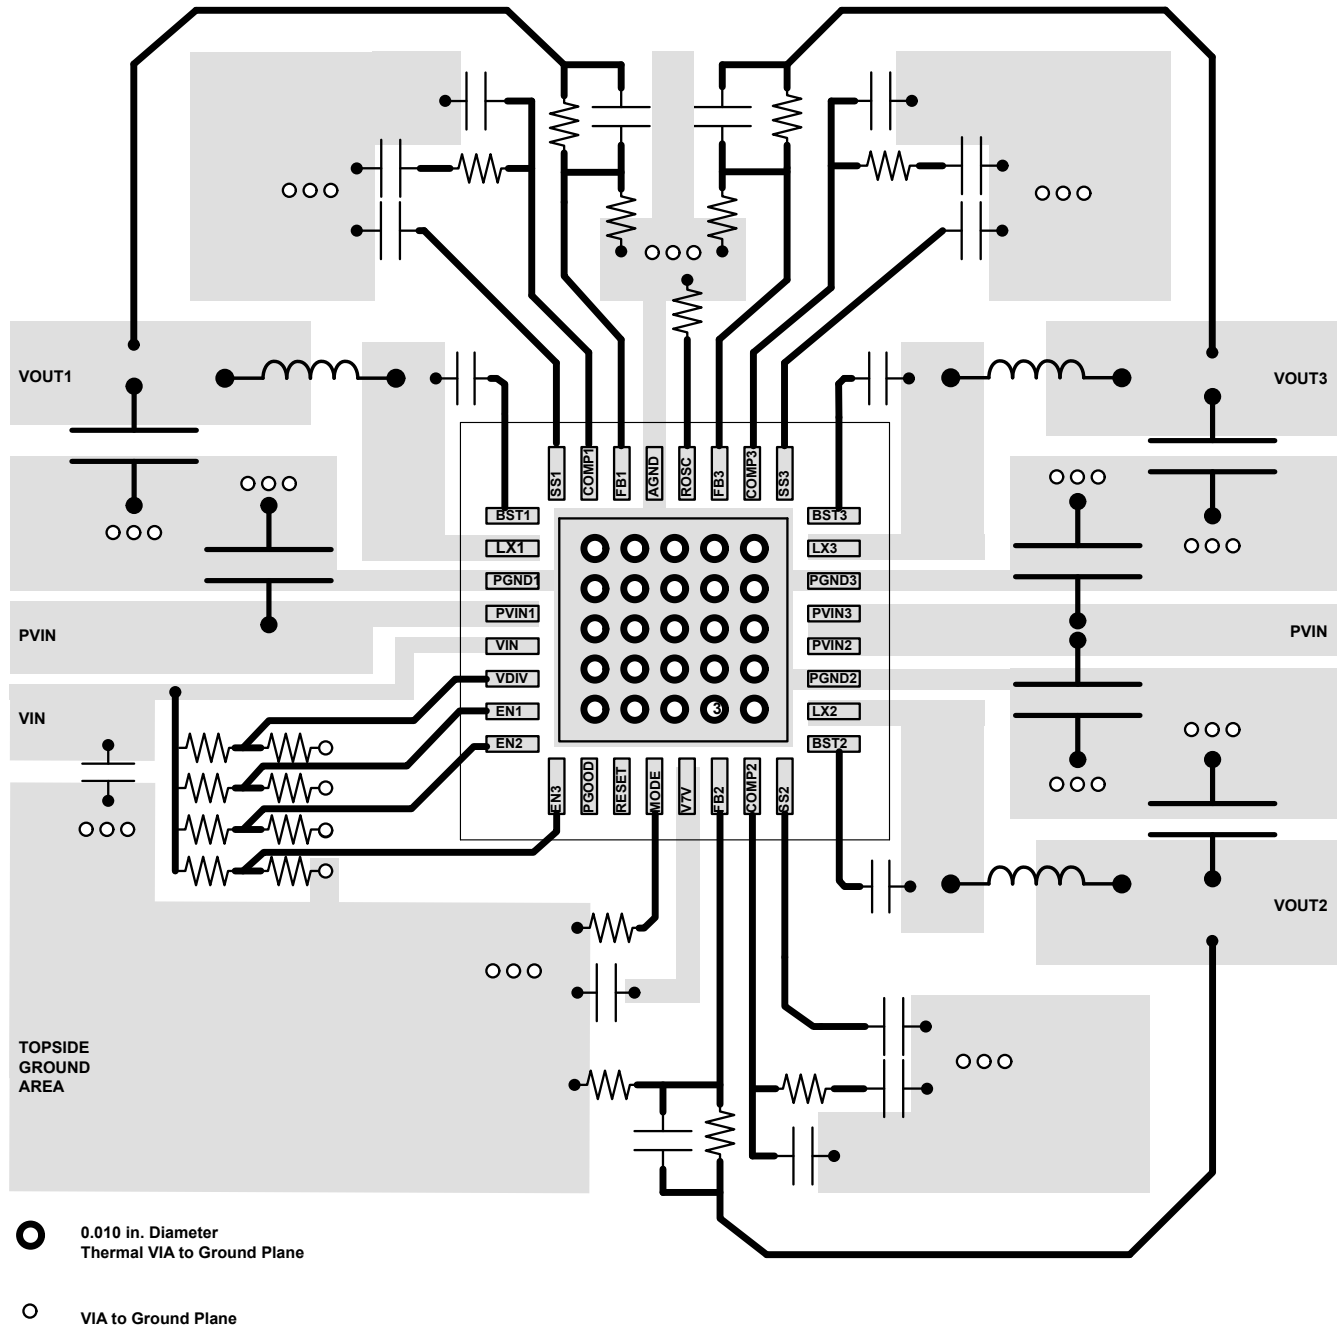 VOUT1
VOUT3
SS1
COMP1
FB1
AGND
ROSC
FB3
COMP3
SS3
BST1
BST3
LX1
LX3
PGND1
PGND3
PVIN1
PVIN3
PVIN
PVIN
VIN
PVIN2
VDIV
PGND2
VIN
EN1
3
LX2
EN2
BST2
EN3
PGOOD
RESET
MODE
V7V
FB2
COMP2
SS2
VOUT2
TOPSIDE
GROUND
AREA
0.010 in. Diameter
Thermal VIA to Ground Plane
VIA to Ground Plane